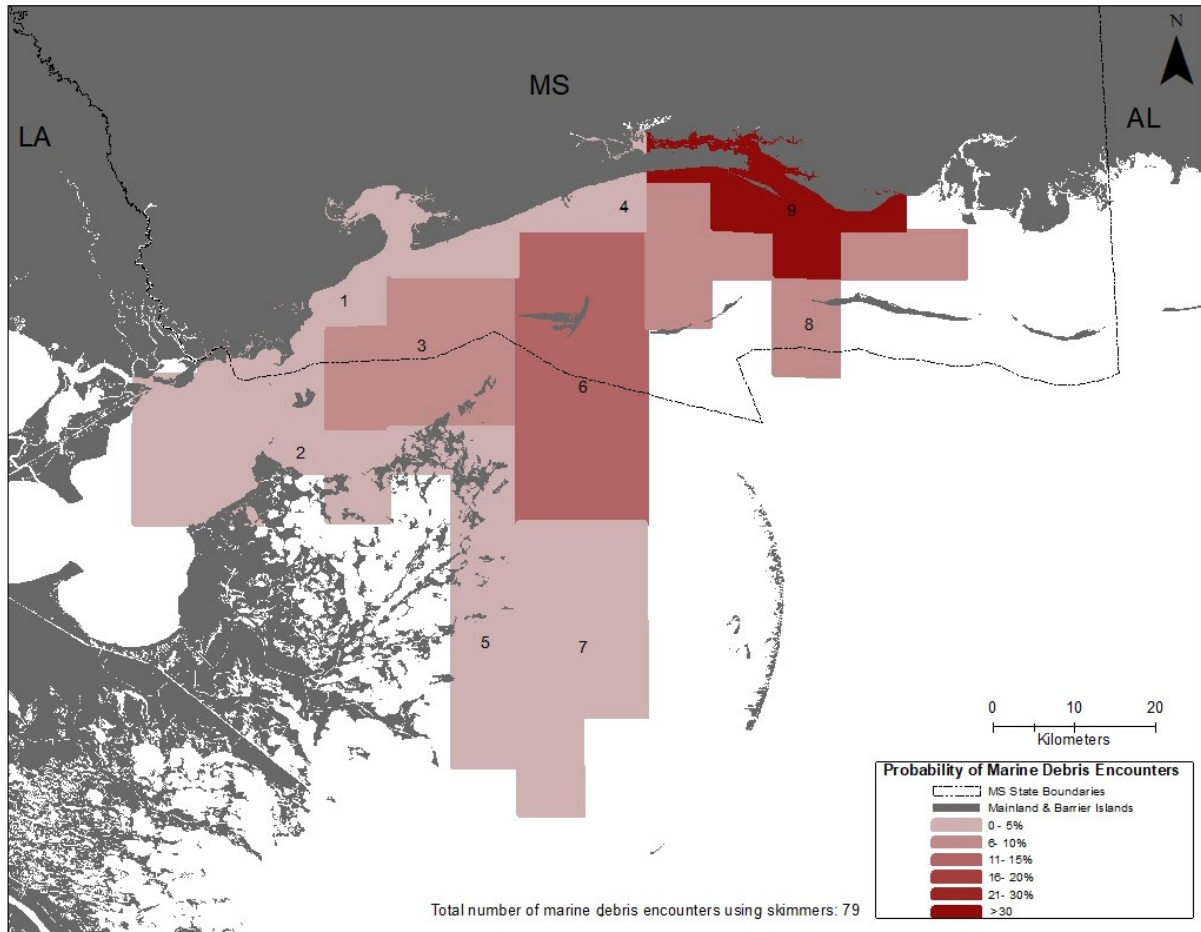 N
MS
AL
LA
4
9
1
8
3
6
2
5
7
0 10 20
Kilometers
Probability of Marine Debris Encounters
MS State Boundaries
Mainland & Barrier Islands
0 - 5%
6- 10%
11- 15%
16- 20%
21- 30%
>30
Total number of marine debris encounters using skimmers: 79